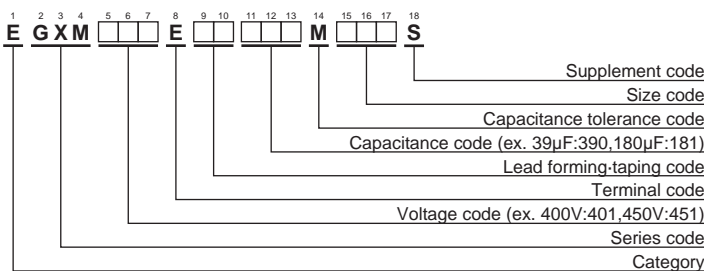 1 2 3 4 5 6 7 8 9 10 11 12 13 14 15 16 17 18
E G X M □□□ E □□ □□□ M □□□ S
Supplement code
Size code
Capacitance tolerance code
Capacitance code (ex. 39μF:390,180μF:181)
Lead forming·taping code
Terminal code
Voltage code (ex. 400V:401,450V:451)
Series code
Category